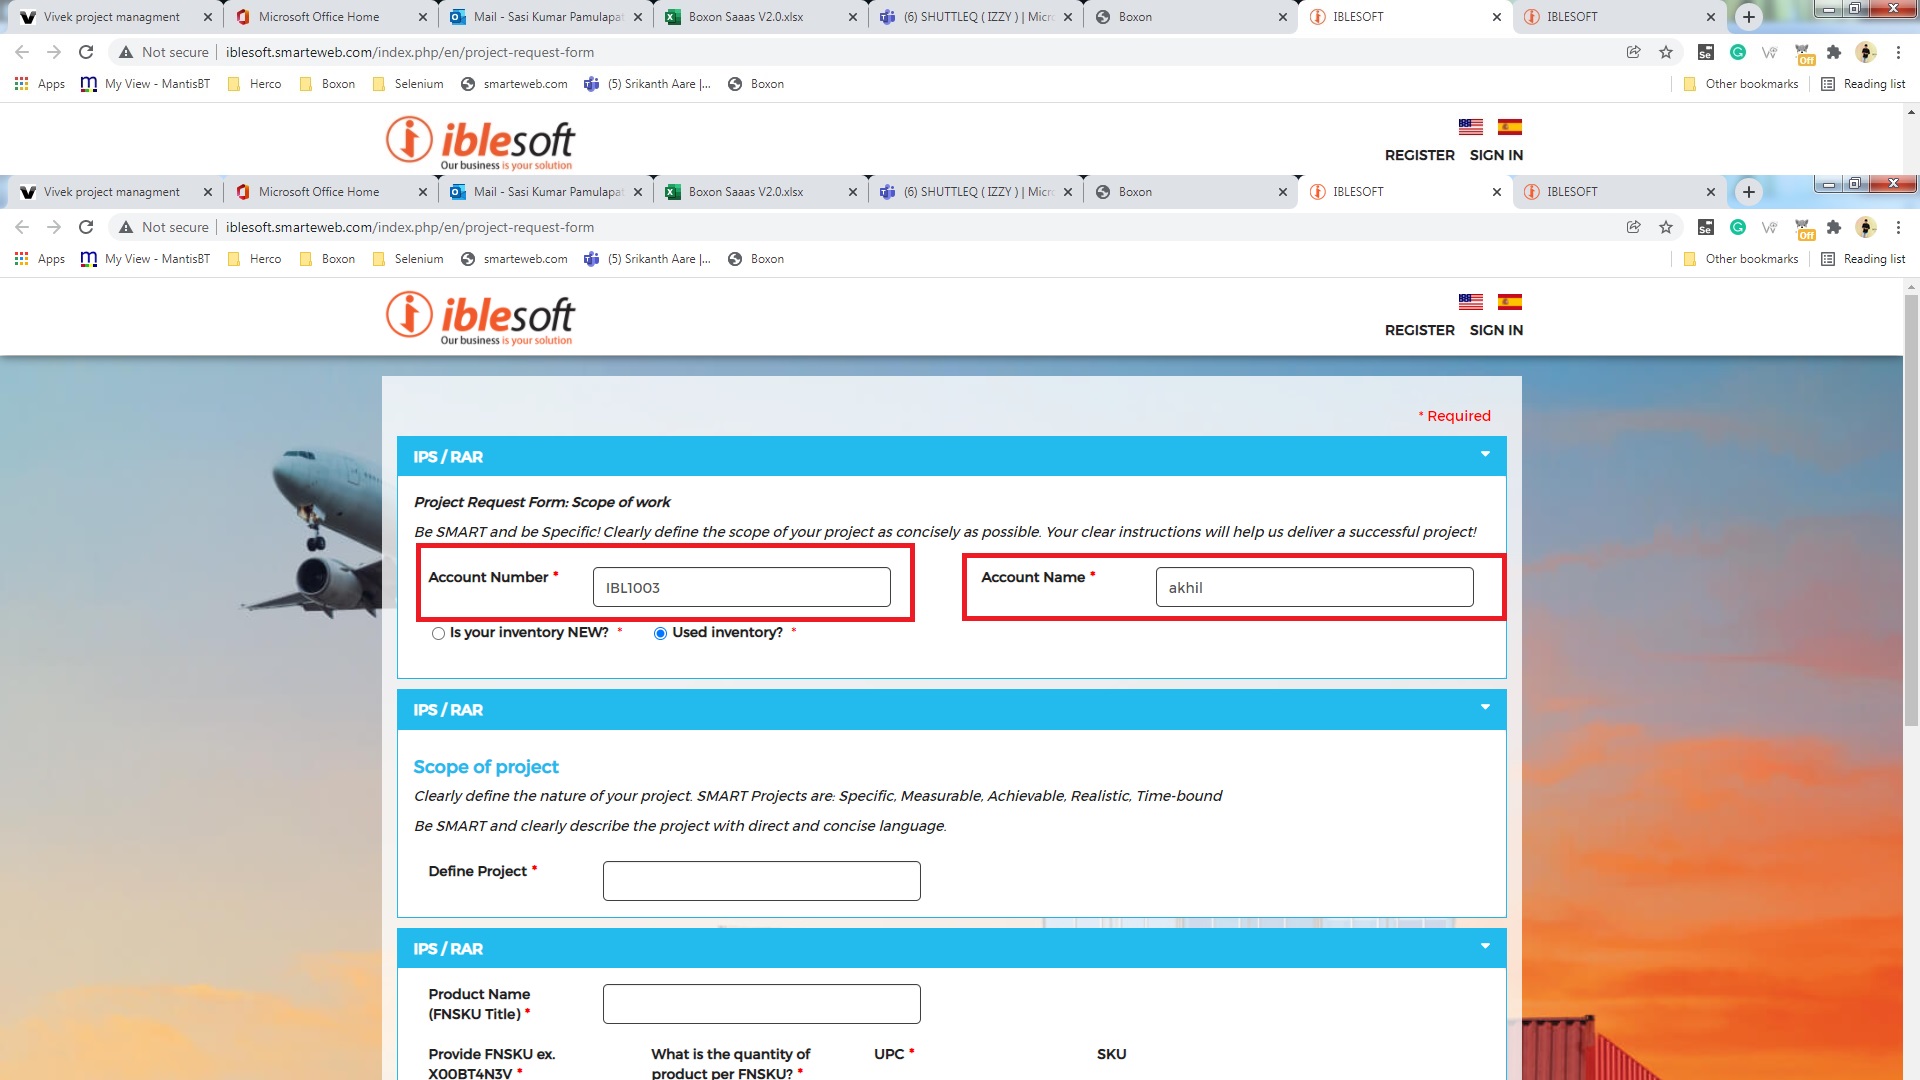 Vivek project managment
Microsoft Office Home
Mail - Sasi Kumar Pamulapat
Boxon Saaas V2.0.xlsx
(6) SHUTTLEQ ( IZZY ) | Micro
Boxon
IBLESOFT
IBLESOFT
Not secure
iblesoft.smarteweb.com/index.php/en/project-request-form
Se
G
Off
Apps
My View - MantisBT
Herco
Boxon
Selenium
smarteweb.com
(5) Srikanth Aare |...
Boxon
Other bookmarks
Reading list
iblesoft
Our business is your solution
REGISTER SIGN IN
Vivek project managment
Microsoft Office Home
Mail - Sasi Kumar Pamulapat
Boxon Saaas V2.0.xlsx
(6) SHUTTLEQ ( IZZY ) | Micro
Boxon
IBLESOFT
IBLESOFT
Not secure
iblesoft.smarteweb.com/index.php/en/project-request-form
Se
G
Off
Apps
My View - MantisBT
Herco
Boxon
Selenium
smarteweb.com
(5) Srikanth Aare |...
Boxon
Other bookmarks
Reading list
iblesoft
Our business is your solution
REGISTER SIGN IN
* Required
IPS / RAR
Project Request Form: Scope of work
Be SMART and be Specific! Clearly define the scope of your project as concisely as possible. Your clear instructions will help us deliver a successful project!
Account Number *
IBL1003
Account Name *
akhil
Is your inventory NEW? *
Used inventory? *
IPS / RAR
Scope of project
Clearly define the nature of your project. SMART Projects are: Specific, Measurable, Achievable, Realistic, Time-bound
Be SMART and clearly describe the project with direct and concise language.
Define Project *
IPS / RAR
Product Name
(FNSKU Title) *
Provide FNSKU ex.
X00BT4N3V *
What is the quantity of
product per FNSKU? *
UPC *
SKU